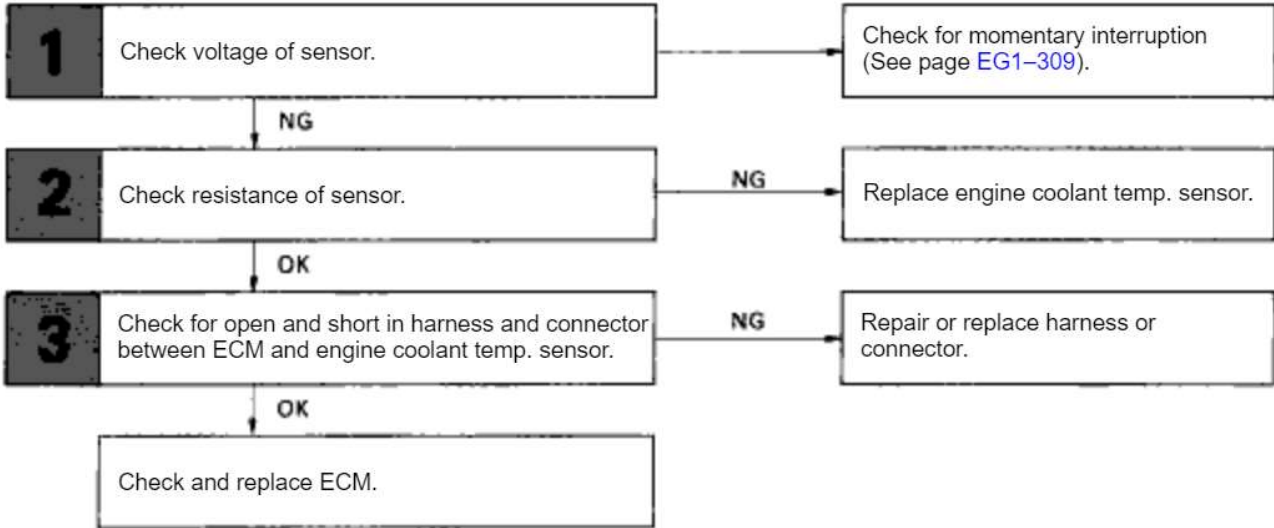 1
Check voltage of sensor.
Check for momentary interruption
(See page EG1–309).
NG
2
Check resistance of sensor.
NG
Replace engine coolant temp. sensor.
OK
3
Check for open and short in harness and connector
between ECM and engine coolant temp. sensor.
NG
Repair or replace harness or
connector.
OK
Check and replace ECM.